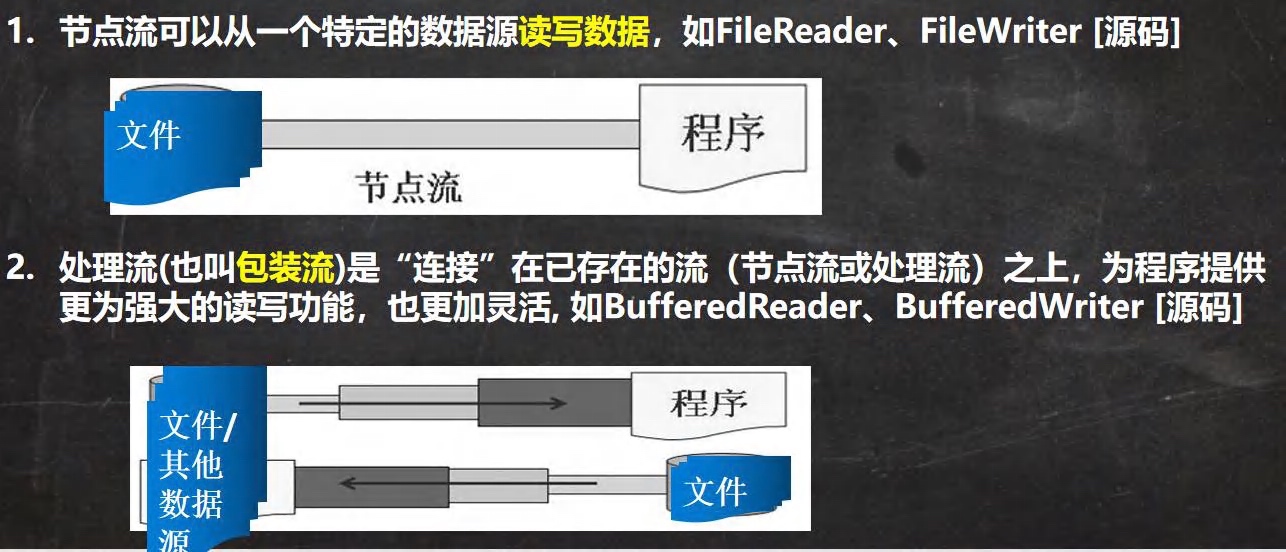 1. 节点流可以从一个特定的数据源读写数据，如FileReader、FileWriter [源码]
文件
程序
节点流
2. 处理流(也叫包装流)是“连接”在已存在的流（节点流或处理流）之上，为程序提供
更为强大的读写功能，也更加灵活, 如BufferedReader、BufferedWriter [源码]
文件/
其他
数据
源
程序
文件